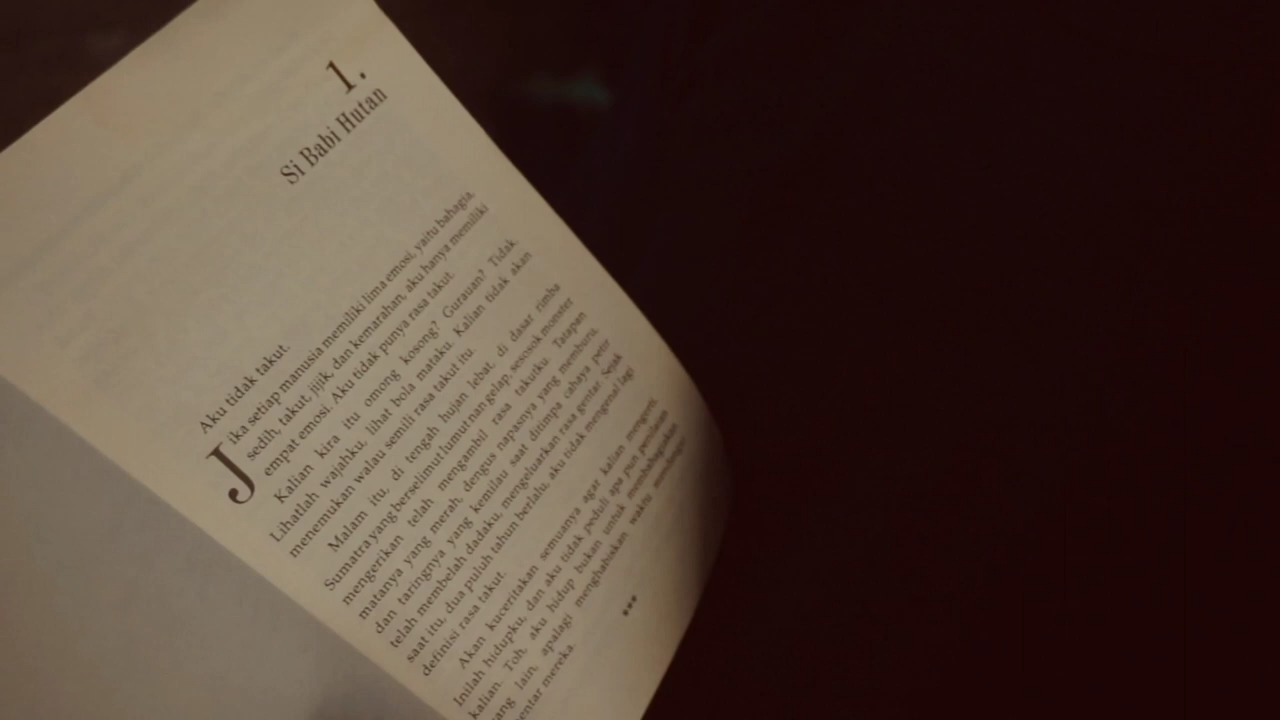 1.
Si Babi Hutan
Aku tidak takut.
Jika setiap manusia memiliki lima emosi, yaitu bahagia,
sedih, takut, jijik, dan kemarahan, aku hanya memiliki
empat emosi. Aku tidak punya rasa takut.
Kalian kira itu omong kosong? Gurauan? Tidak.
Lihatlah wajahku, lihat bola mataku. Kalian tidak akan
menemukan walau semili rasa takut itu.
Malam itu, di tengah hujan lebat, di dasar rimba
Sumatra yang berselimut lumut nan gelap, sesosok monster
mengerikan telah mengambil rasa takutku. Tatapan
matanya yang merah, dengus napasnya yang memburu,
dan taringnya yang kemilau saat ditimpa cahaya petir
telah membelah dadaku, mengeluarkan rasa gentar. Sejak
saat itu, dua puluh tahun berlalu, aku tidak mengenal lagi
definisi rasa takut.
Akan kuceritakan semuanya agar kalian mengerti.
Inilah hidupku, dan aku tidak peduli apa pun penilaian
kalian. Toh, aku hidup bukan untuk membahagiakan
lain, apalagi menghabiskan waktu
mereka.
***